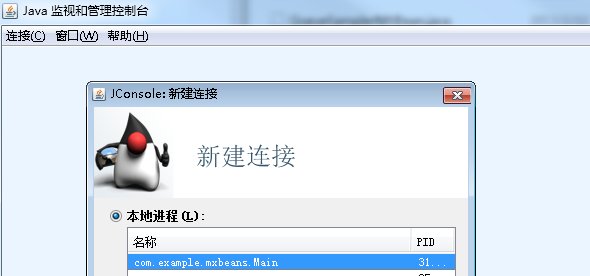 Java 监视和管理控制台
连接(C) 窗口(W) 帮助(H)
JConsole: 新建连接
新建连接
本地进程(L):
名称 PID
com.example.mxbeans.Main 31...